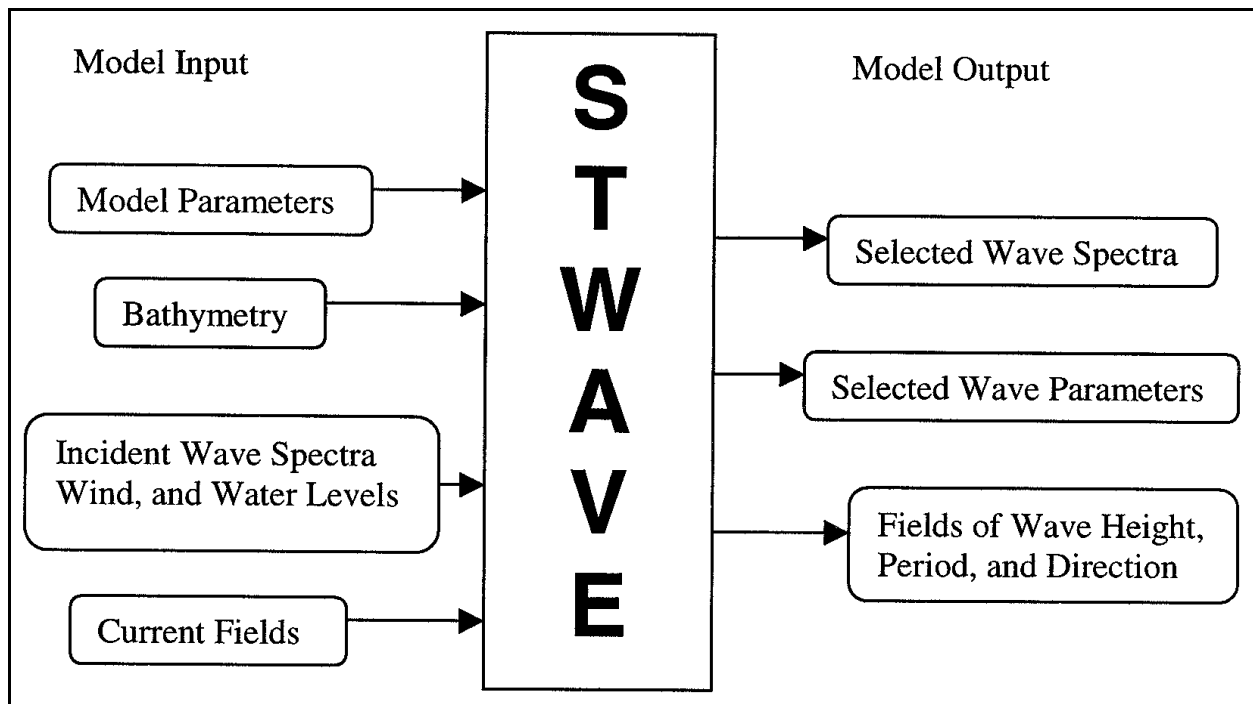 Model Input
Model Parameters
Bathymetry
Incident Wave Spectra
Wind, and Water Levels
Current Fields
S
T
W
A
V
E
Model Output
Selected Wave Spectra
Selected Wave Parameters
Fields of Wave Height,
Period, and Direction